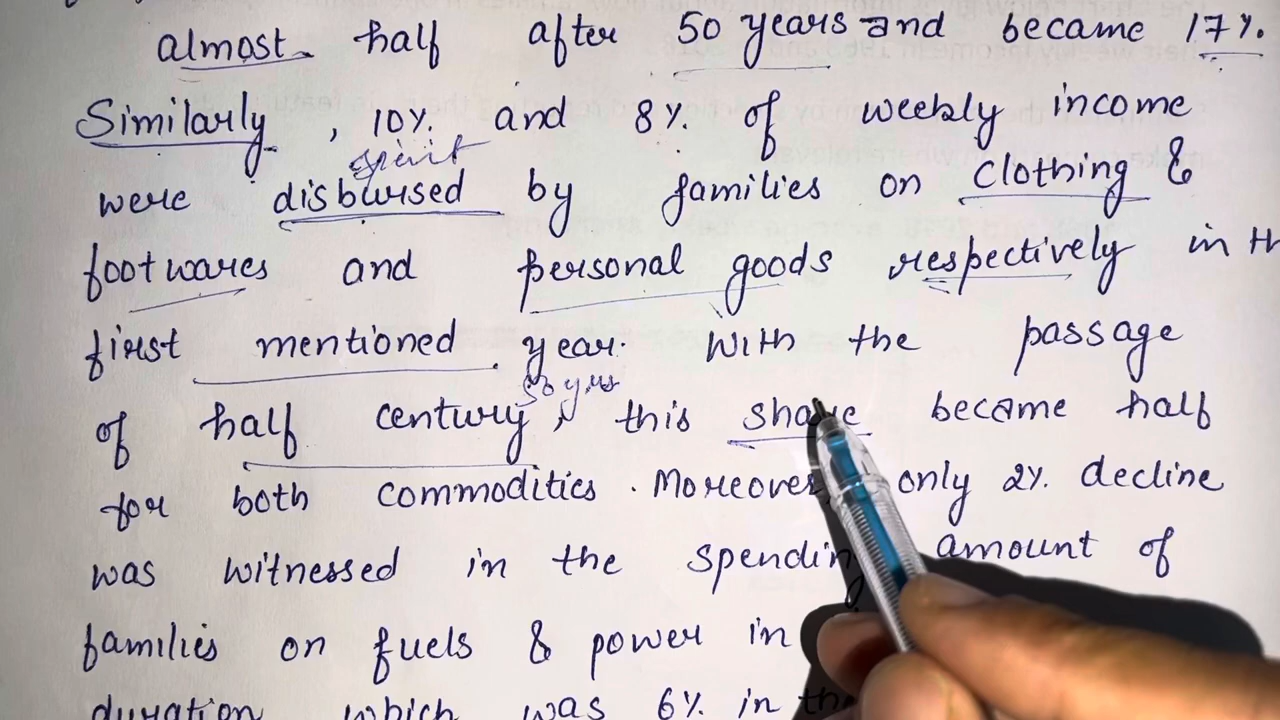 almost half after 50 years and became 17%.
Similarly, 10% and 8% of weekly income
spent
were disbursed by families on clothing &
footwares and personal goods respectively in th
first mentioned year. With the passage
50 yrs
of half century, this share became half
for both commodities. Moreover only 2% decline
was witnessed in the spending amount of
families on fuels & power in
duration which was 6% in the